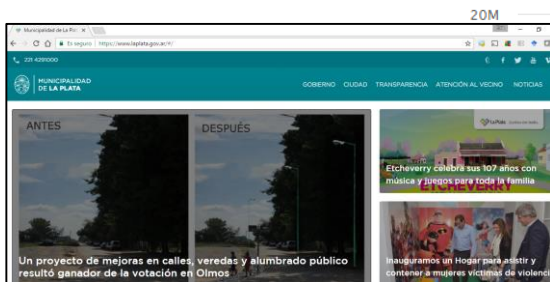 20M
Municipalidad de La Pla
Es seguro | https://www.laplata.gov.ar/#/
221 4291000
MUNICIPALIDAD
DE LA PLATA
GOBIERNO CIUDAD TRANSPARENCIA ATENCIÓN AL VECINO NOTICIAS
ANTES
DESPUÉS
Un proyecto de mejoras en calles, veredas y alumbrado público
resultó ganador de la votación en Olmos
Etcheverry celebra sus 107 años con
música y juegos para toda la familia
ETCHEVERRY
Inauguramos un Hogar para asistir y
contener a mujeres víctimas de violenci